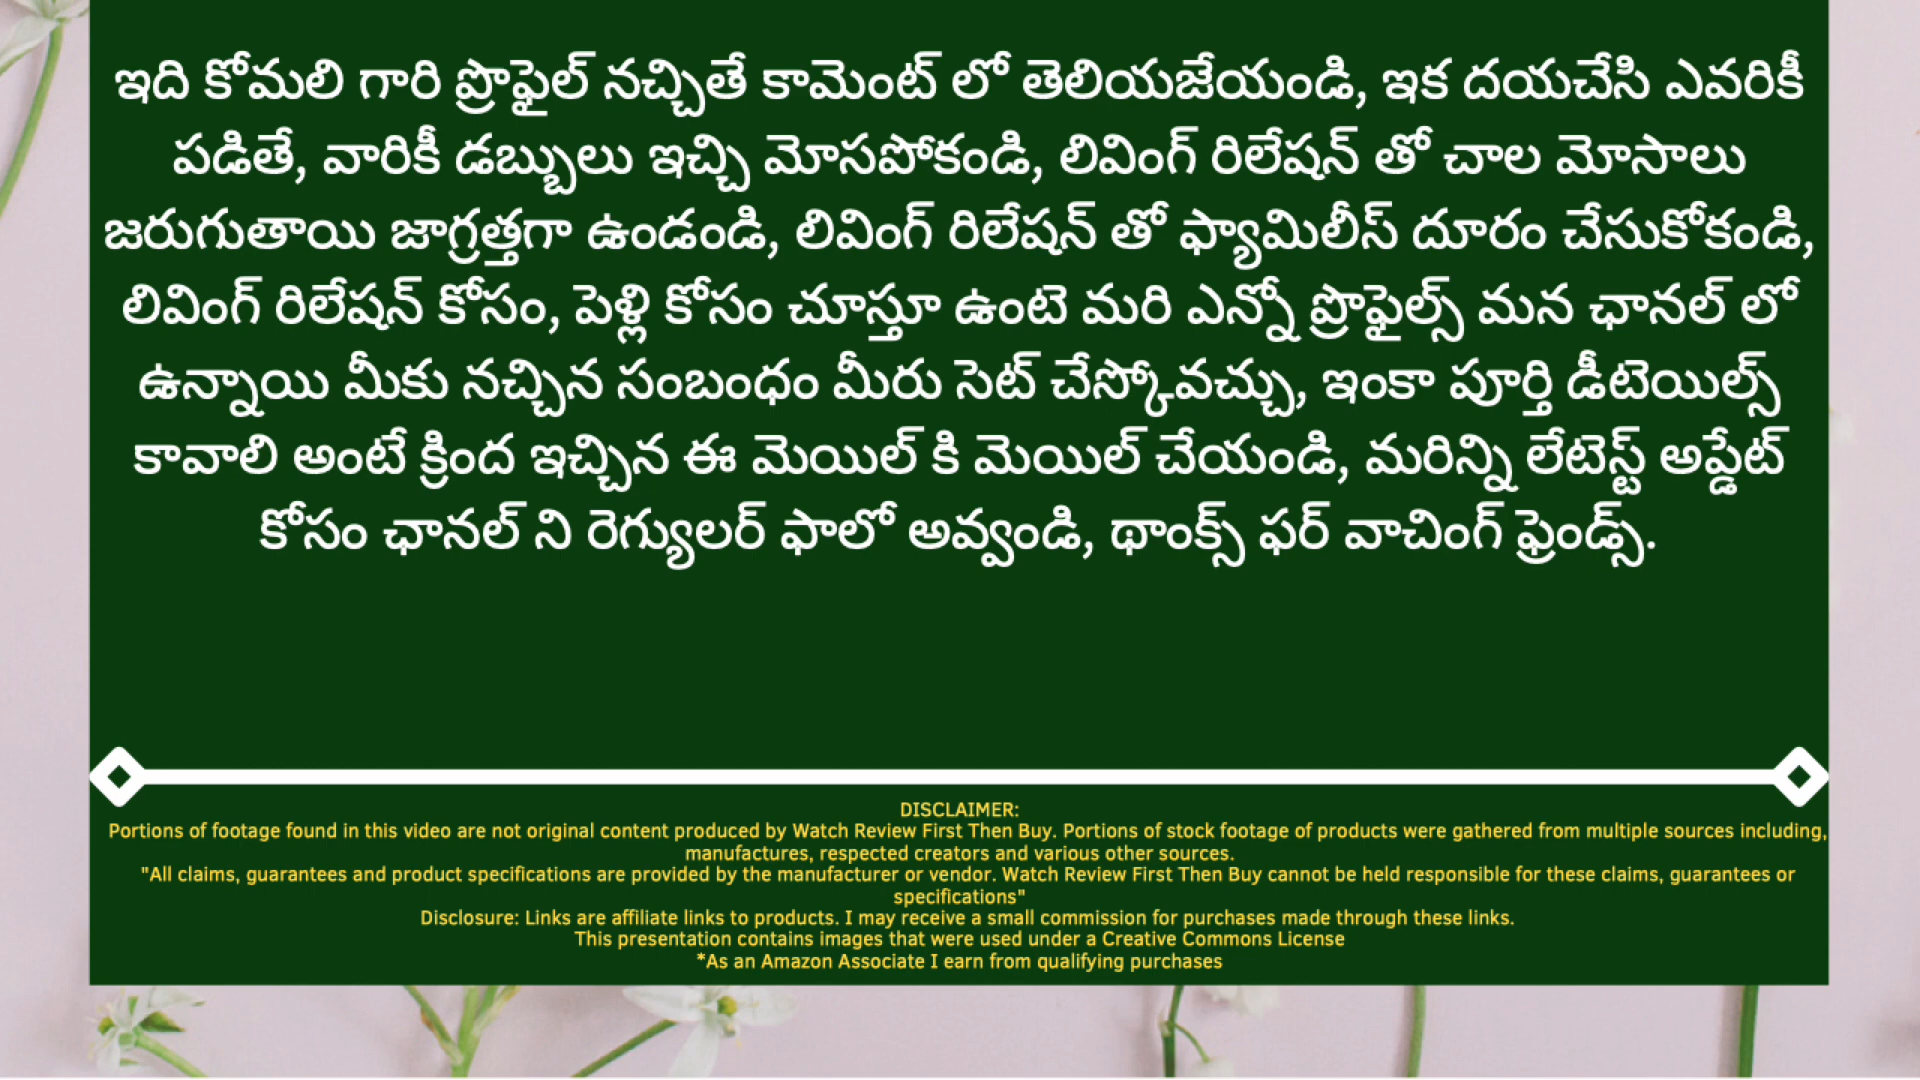 ఇది కోమలి గారి ప్రొఫైల్ నచ్చితే కామెంట్ లో తెలియజేయండి, ఇక దయచేసి ఎవరికీ
పడితే, వారికీ డబ్బులు ఇచ్చి మోసపోకండి, లివింగ్ రిలేషన్ తో చాల మోసాలు
జరుగుతాయి జాగ్రత్తగా ఉండండి, లివింగ్ రిలేషన్ తో ఫ్యామిలీస్ దూరం చేసుకోకండి,
లివింగ్ రిలేషన్ కోసం, పెళ్లి కోసం చూస్తూ ఉంటె మరి ఎన్నో ప్రొఫైల్స్ మన ఛానల్ లో
ఉన్నాయి మీకు నచ్చిన సంబంధం మీరు సెట్ చేస్కోవచ్చు, ఇంకా పూర్తి డీటెయిల్స్
కావాలి అంటే క్రింద ఇచ్చిన ఈ మెయిల్ కి మెయిల్ చేయండి, మరిన్ని లేటెస్ట్ అప్డేట్
కోసం ఛానల్ ని రెగ్యులర్ ఫాలో అవ్వండి, థాంక్స్ ఫర్ వాచింగ్ ఫ్రెండ్స్.
DISCLAIMER:
Portions of footage found in this video are not original content produced by Watch Review First Then Buy. Portions of stock footage of products were gathered from multiple sources including,
manufactures, respected creators and various other sources.
"All claims, guarantees and product specifications are provided by the manufacturer or vendor. Watch Review First Then Buy cannot be held responsible for these claims, guarantees or
specifications"
Disclosure: Links are affiliate links to products. I may receive a small commission for purchases made through these links.
This presentation contains images that were used under a Creative Commons License
*As an Amazon Associate I earn from qualifying purchases